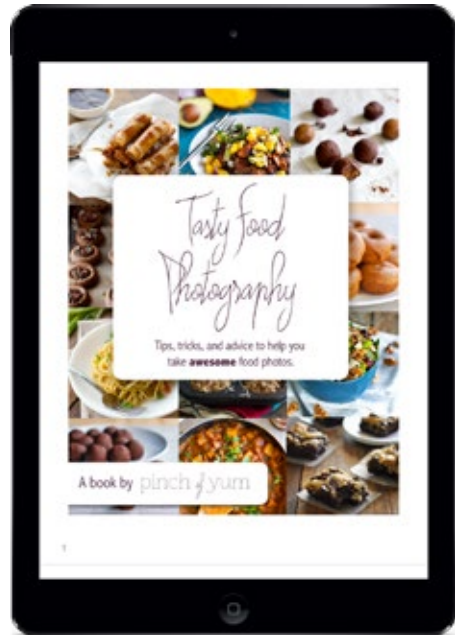 Tasty Food
Photography
Tips, tricks, and advice to help you
take awesome food photos.
A book by pinch of yum
1